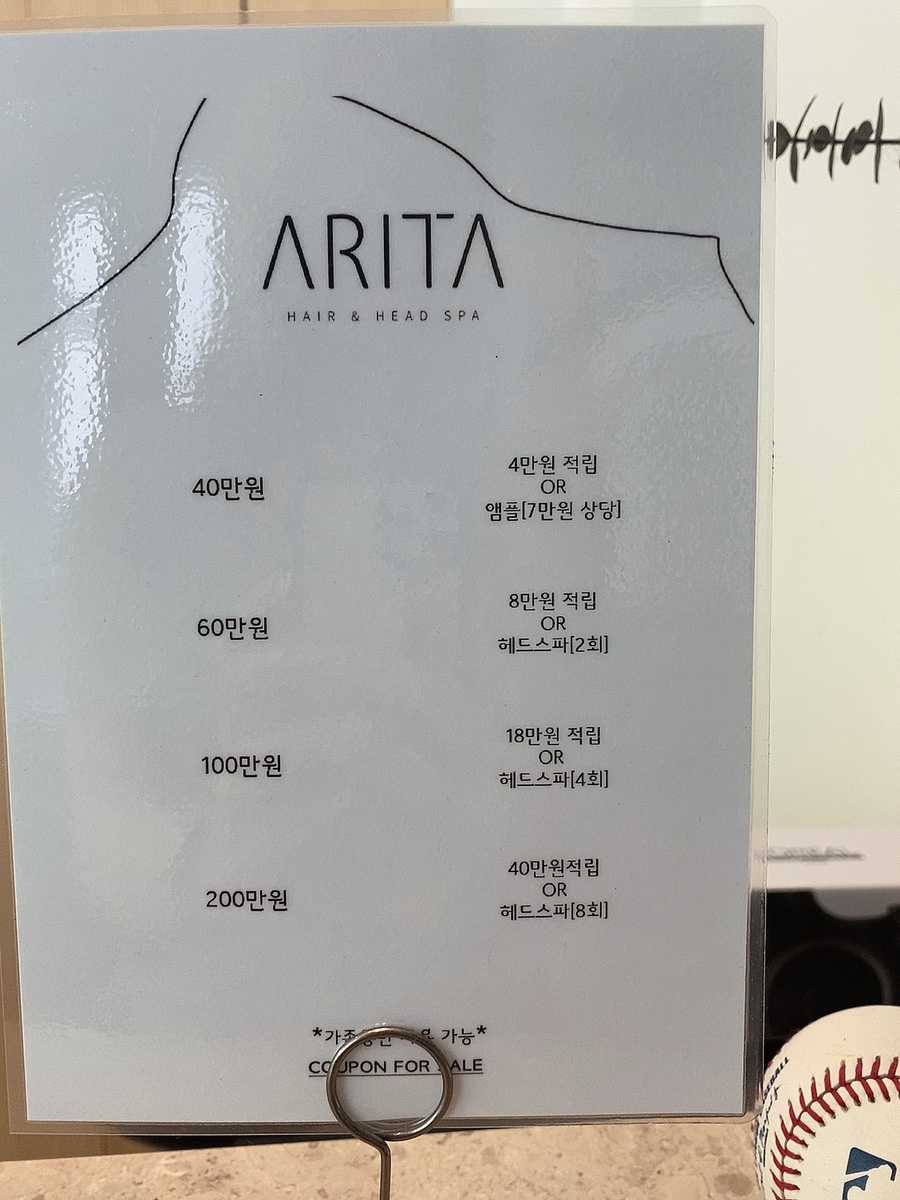 ARITA
HAIR & HEAD SPA
40만원
4만원 적립
OR
앰플[7만원 상당]
60만원
8만원 적립
OR
헤드스파[2회]
100만원
18만원 적립
OR
헤드스파[4회]
200만원
40만원적립
OR
헤드스파[8회]
가능*
COUPON FOR SALE